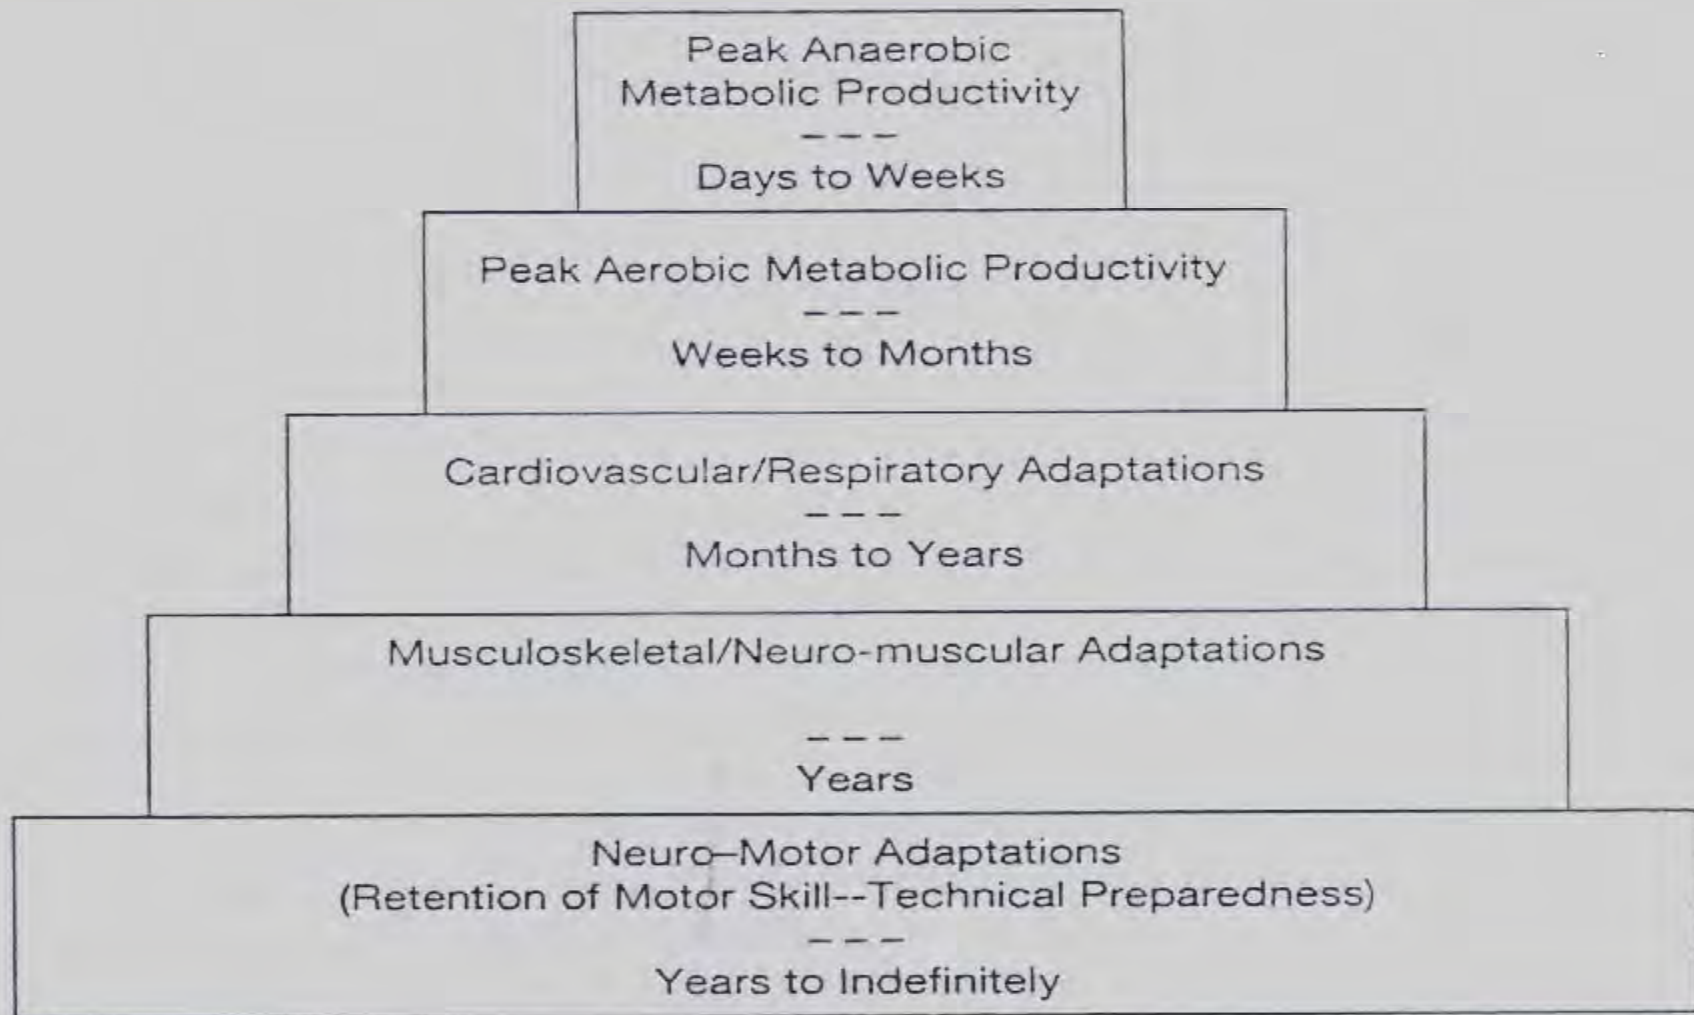 Peak Anaerobic
Metabolic Productivity
---
Days to Weeks
Peak Aerobic Metabolic Productivity
---
Weeks to Months
Cardiovascular/Respiratory Adaptations
---
Months to Years
Musculoskeletal/Neuro-muscular Adaptations
---
Years
Neuro-Motor Adaptations
(Retention of Motor Skill--Technical Preparedness)
---
Years to Indefinitely